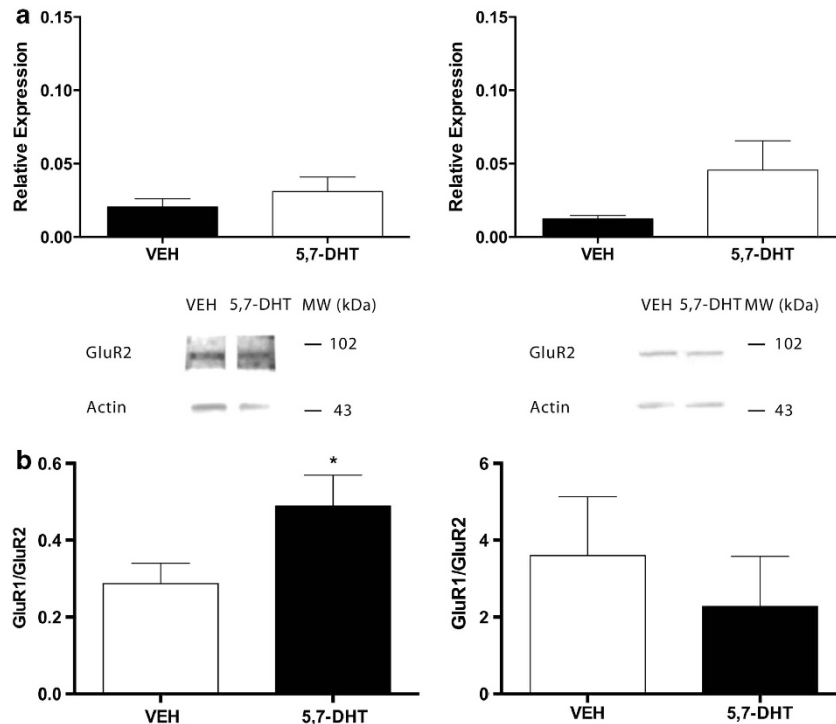 a
Relative Expression
0.15
0.10
0.05
0.00
VEH 5,7-DHT
Relative Expression
0.15
0.10
0.05
0.00
VEH 5,7-DHT
VEH 5,7-DHT MW (kDa)
GluR2 — 102
Actin — 43
VEH 5,7-DHT MW (kDa)
GluR2 — 102
Actin — 43
b
GluR1/GluR2
0.6
0.4
0.2
0.0
*
VEH 5,7-DHT
GluR1/GluR2
6
4
2
0
VEH 5,7-DHT